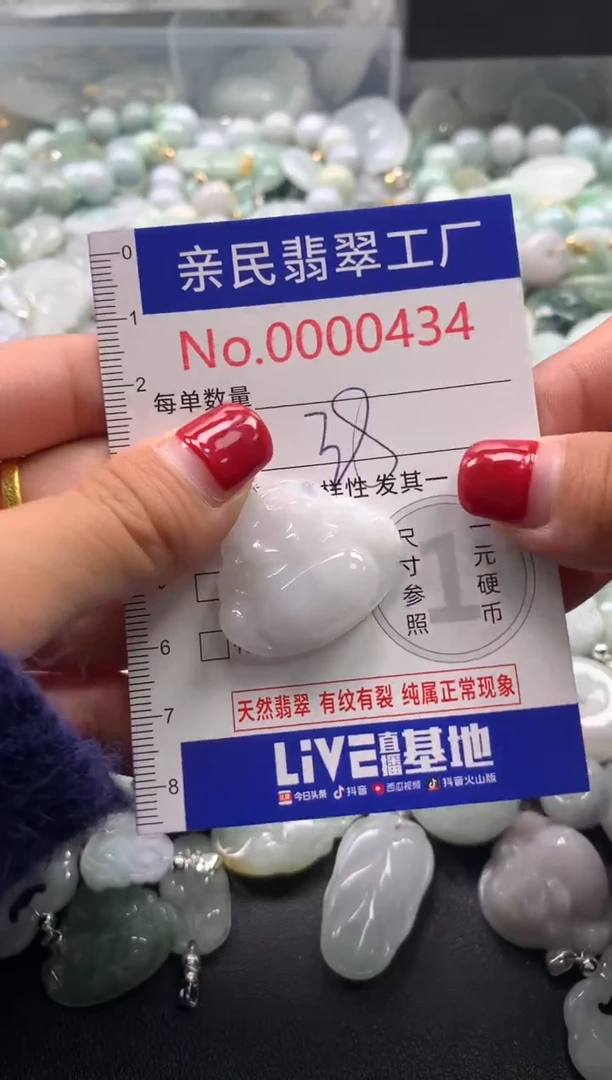 0
亲民翡翠工厂
1
No.0000434
2
每单数量
38
样性发其一
尺寸参照
1
一元硬币
6
天然翡翠 有纹有裂 纯属正常现象
7
LiVE直播基地
8
今日头条 抖音 西瓜视频 抖音火山版